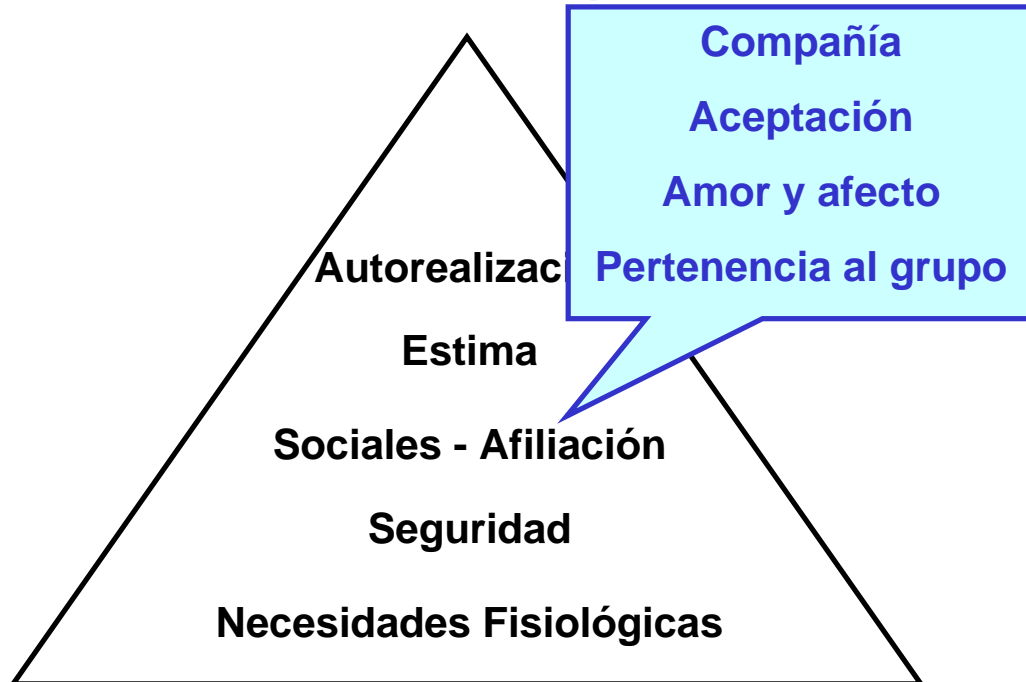 Compañía
Aceptación
Amor y afecto
Pertenencia al grupo
Autorealizaci
Estima
Sociales - Afiliación
Seguridad
Necesidades Fisiológicas